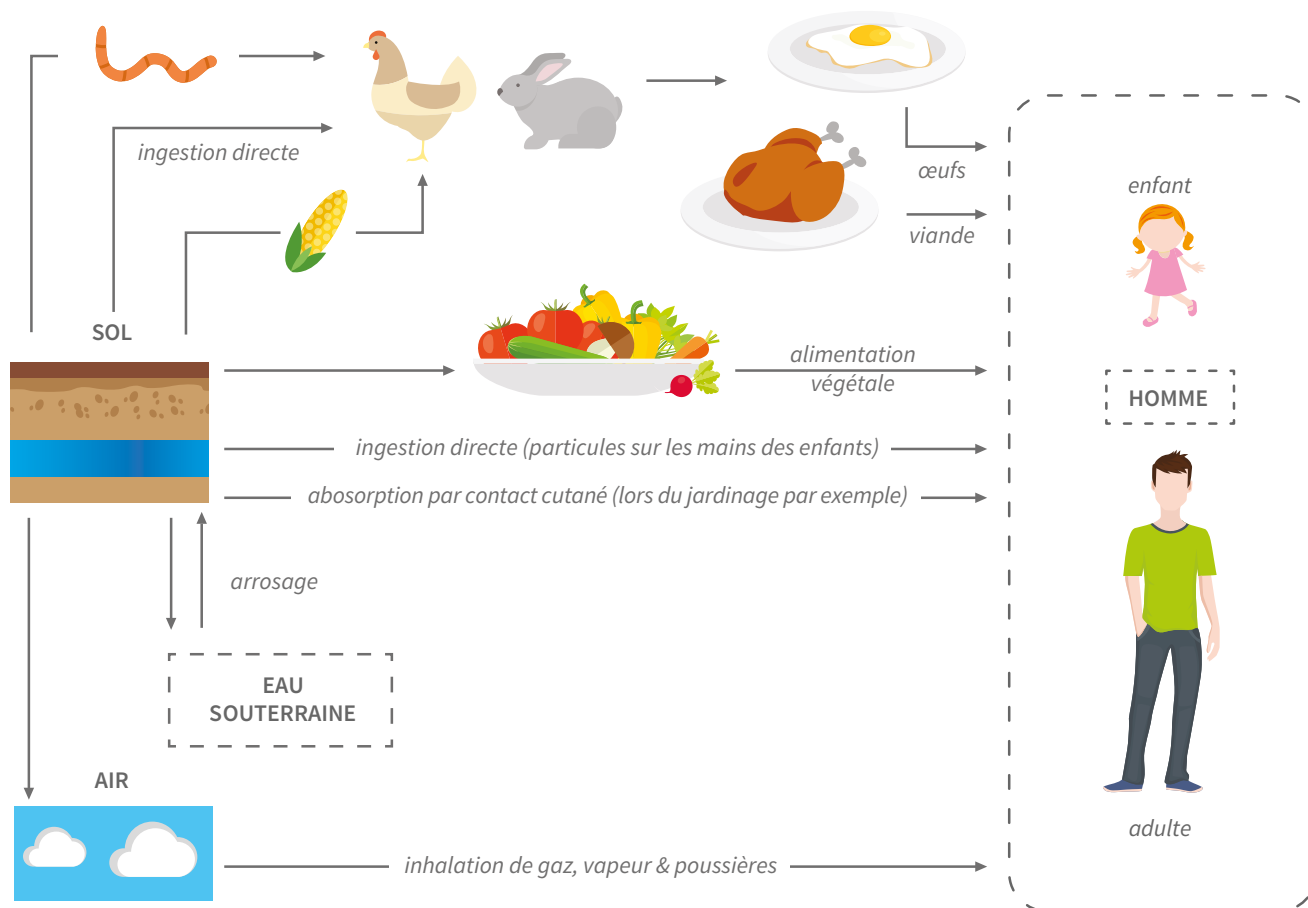 ingestion directe
œufs
viande
enfant
SOL
alimentation
végétale
HOMME
ingestion directe (particules sur les mains des enfants)
abosorption par contact cutané (lors du jardinage par exemple)
arrosage
EAU
SOUTERRAINE
AIR
adulte
inhalation de gaz, vapeur & poussières